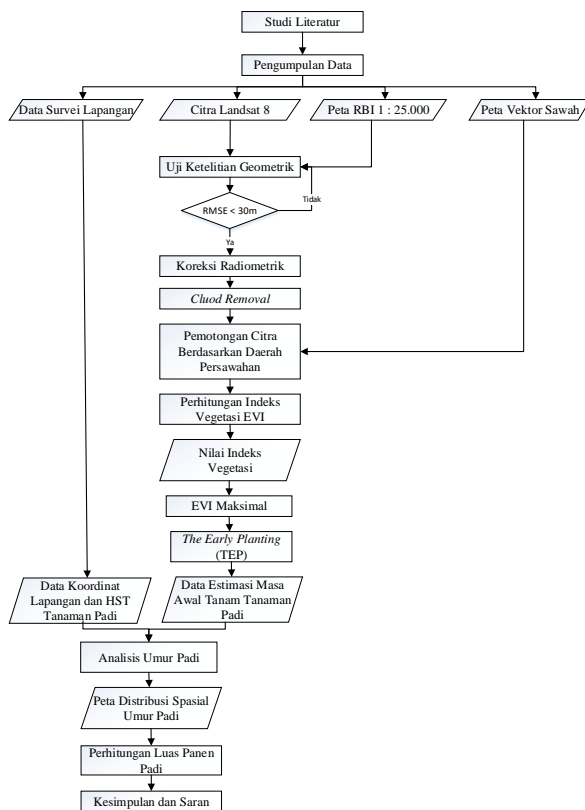 Studi Literatur
Pengumpulan Data
Data Survei Lapangan
Citra Landsat 8
Peta RBI 1 : 25.000
Peta Vektor Sawah
Uji Ketelitian Geometrik
Tidak
RMSE < 30m
Ya
Koreksi Radiometrik
Cluod Removal
Pemotongan Citra
Berdasarkan Daerah
Persawahan
Perhitungan Indeks
Vegetasi EVI
Nilai Indeks
Vegetasi
EVI Maksimal
The Early Planting
(TEP)
Data Koordinat
Lapangan dan HST
Tanaman Padi
Data Estimasi Masa
Awal Tanam Tanaman
Padi
Analisis Umur Padi
Peta Distribusi Spasial
Umur Padi
Perhitungan Luas Panen
Padi
Kesimpulan dan Saran